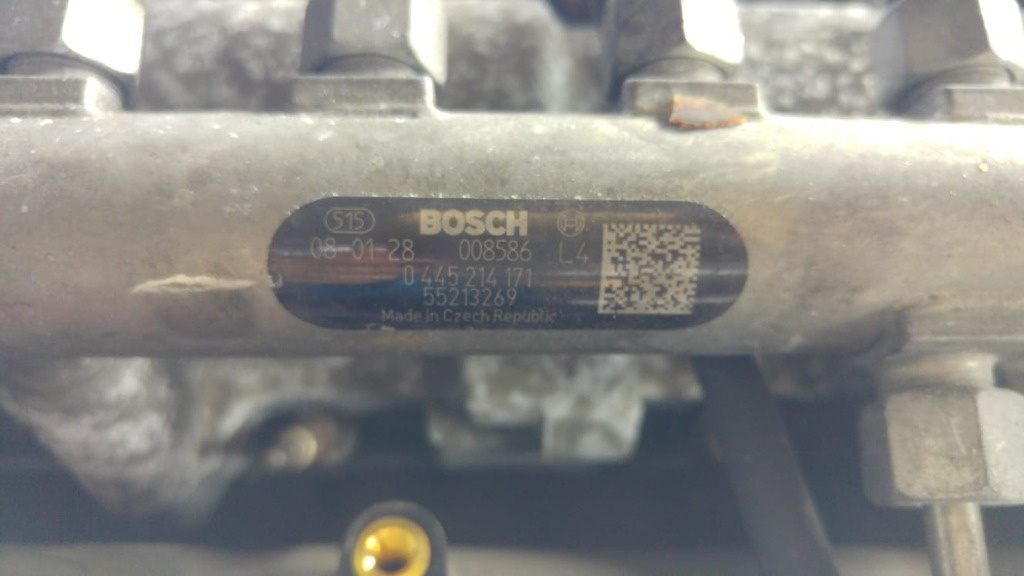 515 BOSCH
08-01-28 008586 L4
0 445 214 171
55213269
Made in Czech Republic